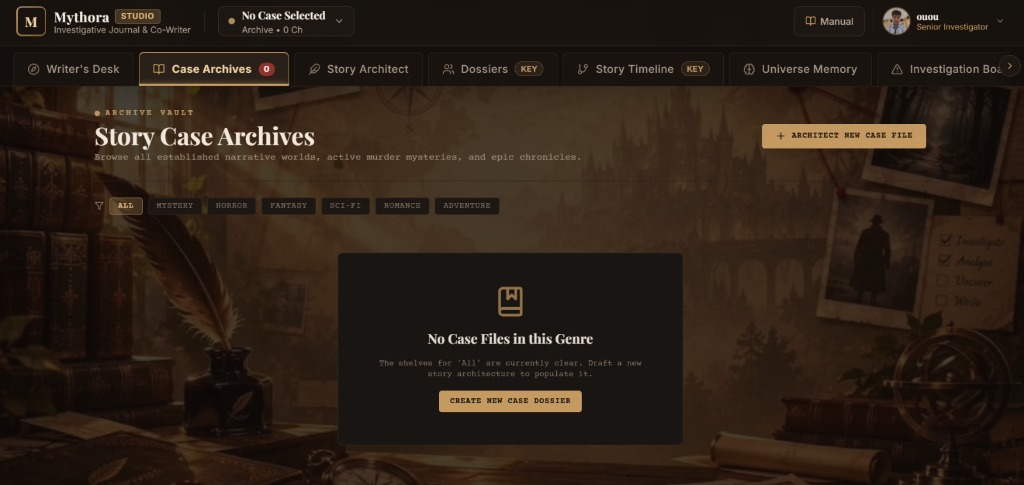 M
Mythora STUDIO
Investigative Journal & Co-Writer
No Case Selected
Archive • 0 Ch
Manual
ouou
Senior Investigator
Writer's Desk
Case Archives 0
Story Architect
Dossiers KEY
Story Timeline KEY
Universe Memory
Investigation Boa
ARCHIVE VAULT
Story Case Archives
Browse all established narrative worlds, active murder mysteries, and epic chronicles.
+ ARCHITECT NEW CASE FILE
ALL
MYSTERY
HORROR
FANTASY
SCI-FI
ROMANCE
ADVENTURE
Investigate
Analyze
Uncover
Write
No Case Files in this Genre
The shelves for 'All' are currently clear. Draft a new
story architecture to populate it.
CREATE NEW CASE DOSSIER